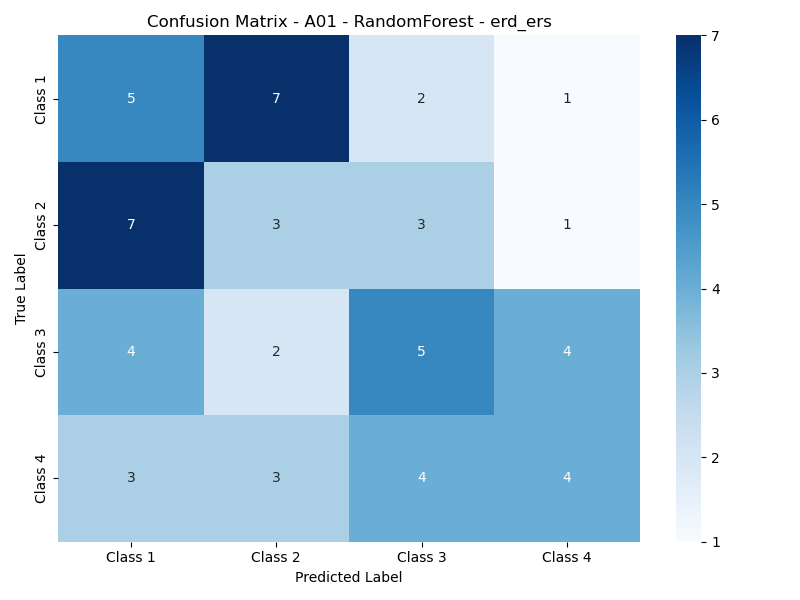 Confusion Matrix - A01 - RandomForest - erd_ers
True Label
Class 1
5 7 2 1
Class 2
7 3 3 1
Class 3
4 2 5 4
Class 4
3 3 4 4
Class 1 Class 2 Class 3 Class 4
Predicted Label
7
6
5
4
3
2
1